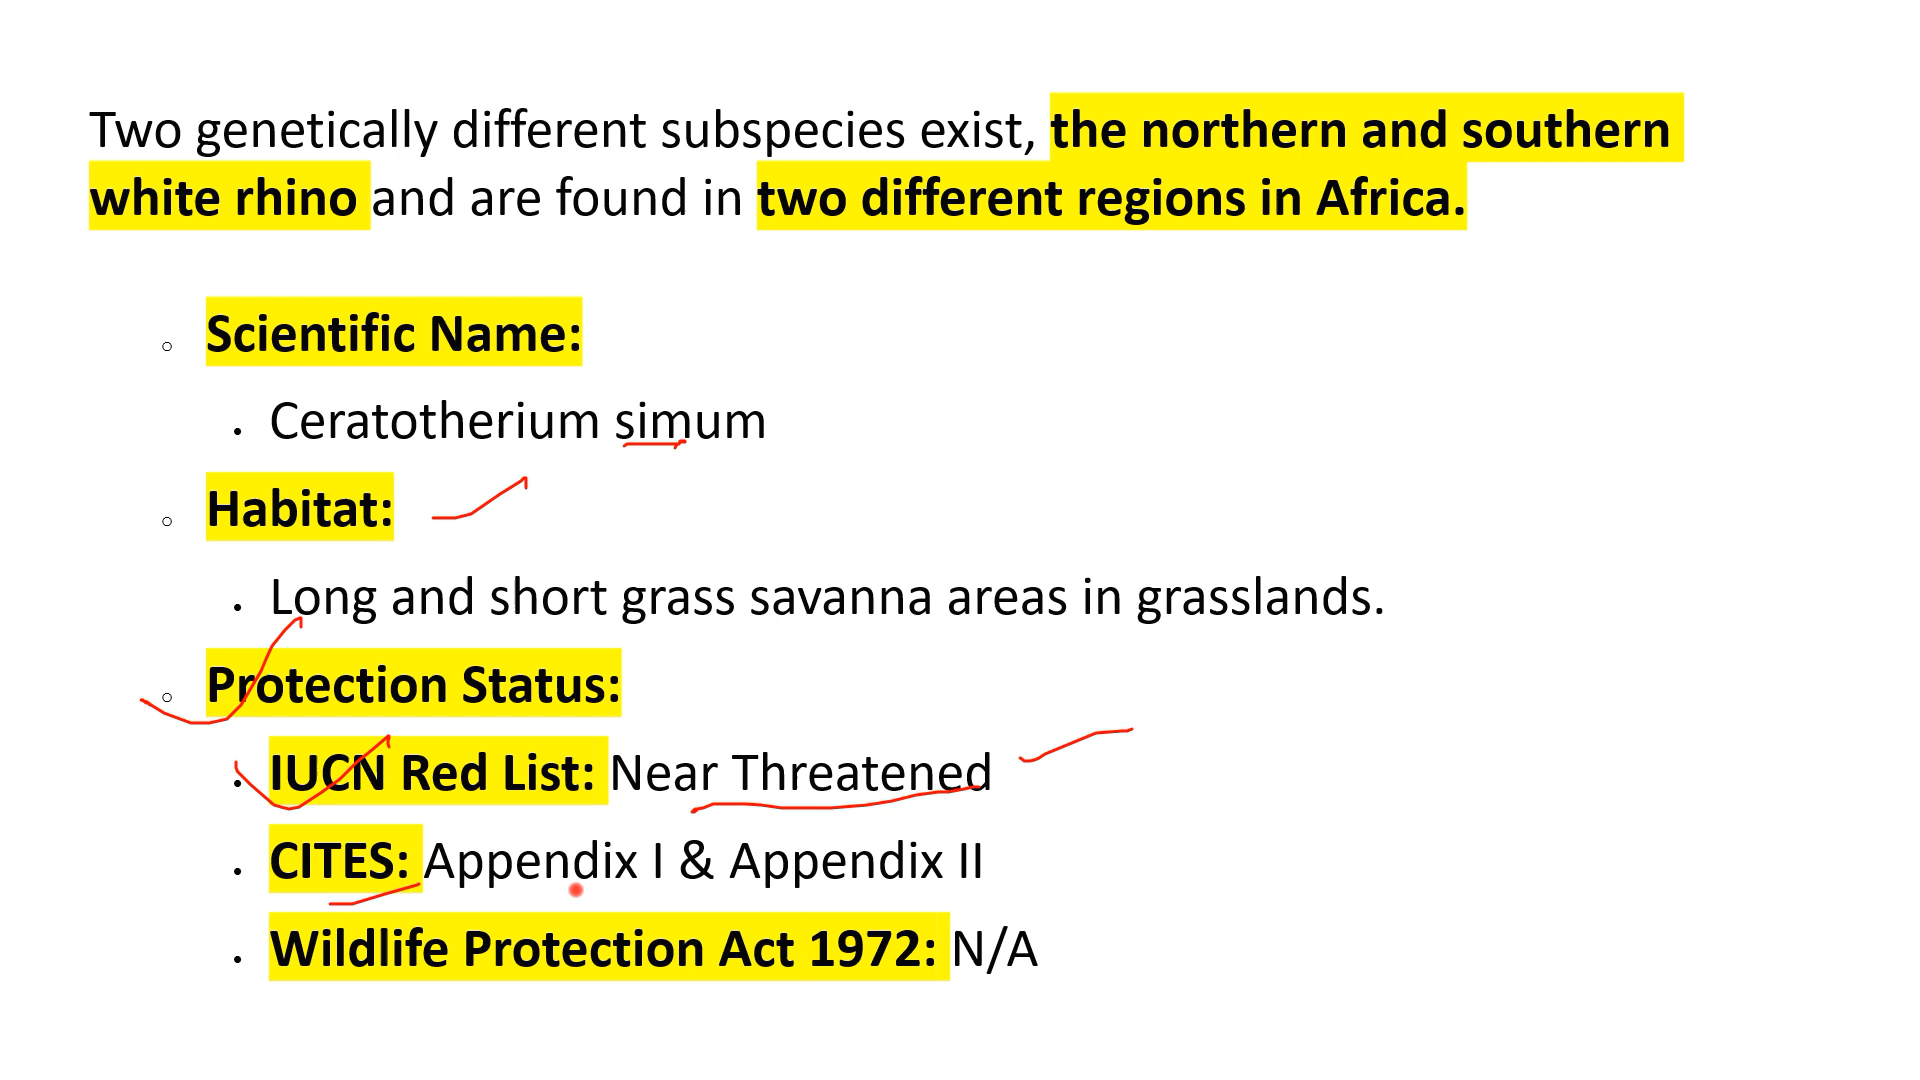 Two genetically different subspecies exist, the northern and southern
white rhino and are found in two different regions in Africa.
Scientific Name:
Ceratotherium simum
Habitat:
Long and short grass savanna areas in grasslands.
Protection Status:
IUCN Red List: Near Threatened
CITES: Appendix I & Appendix II
Wildlife Protection Act 1972: N/A